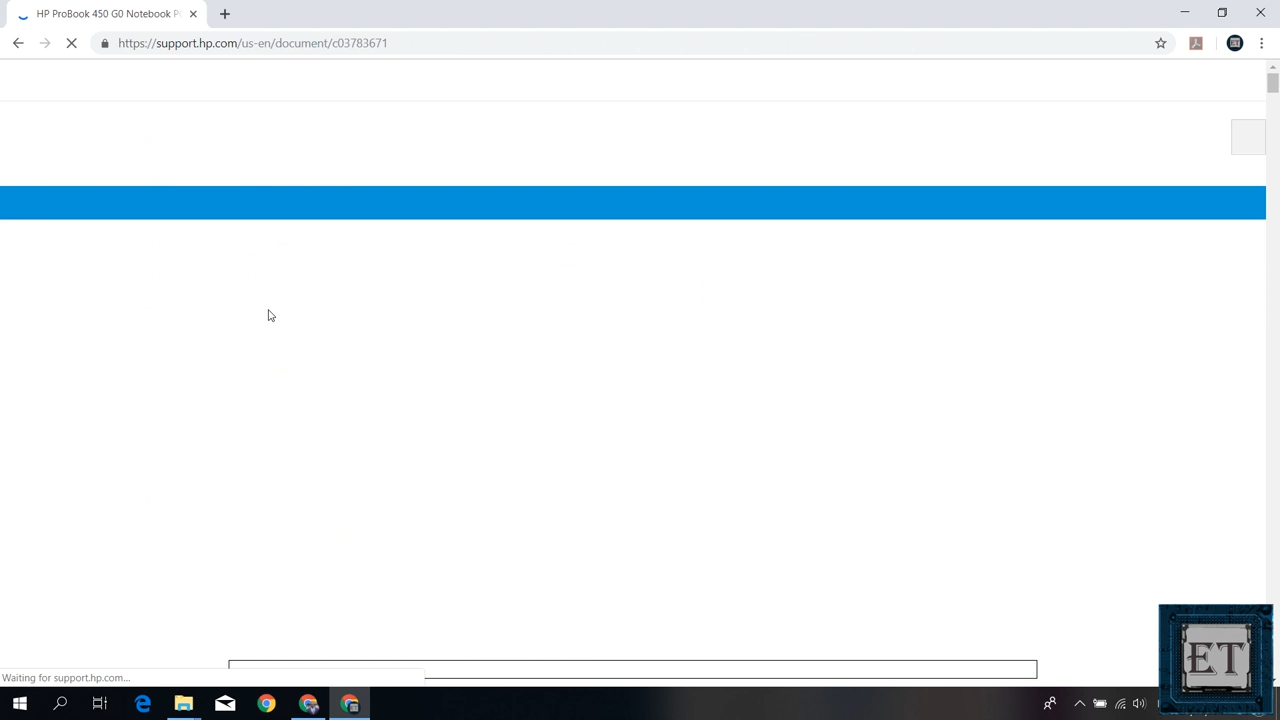 HP ProBook 450 G0 Notebook P
https://support.hp.com/us-en/document/c03783671
Waiting for support.hp.com...
ET